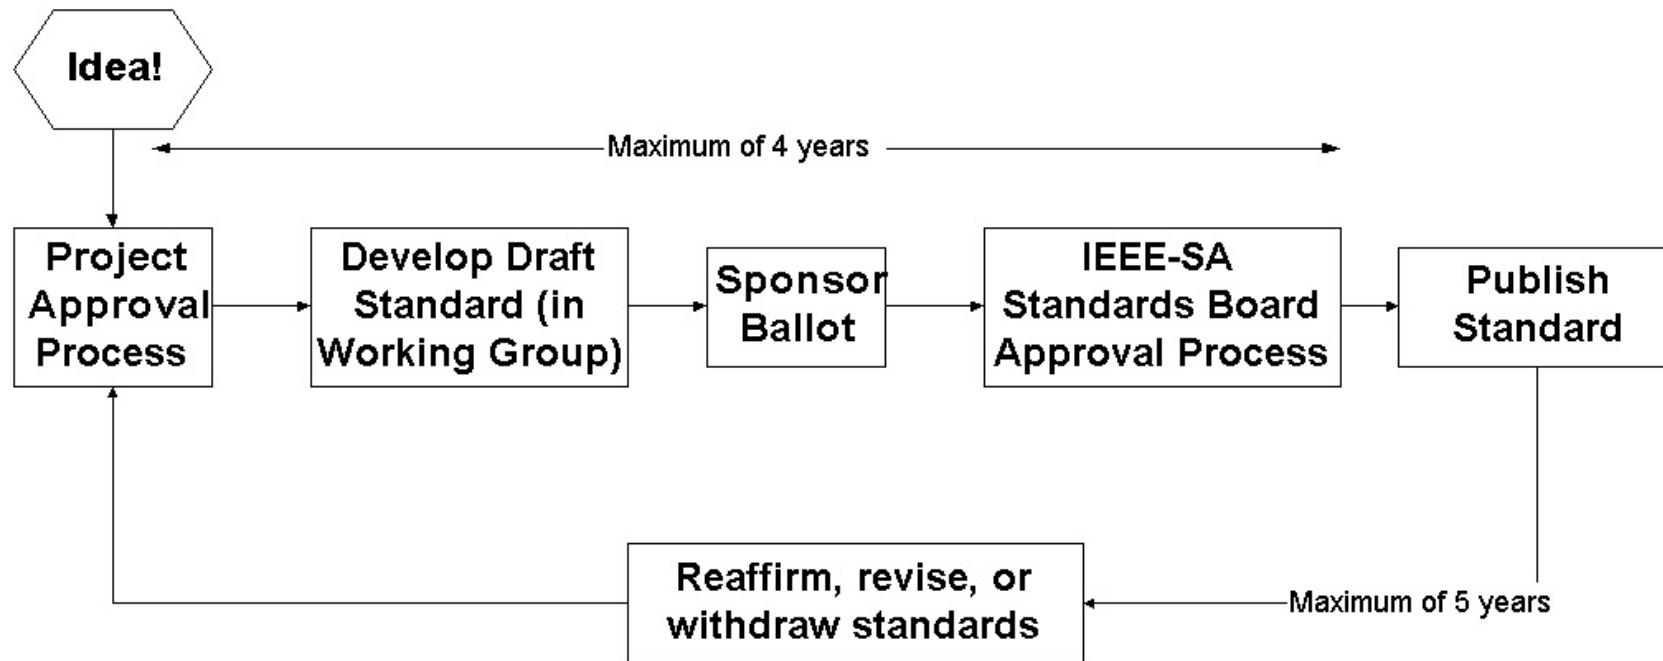 Idea!
Maximum of 4 years
Project
Approval
Process
Develop Draft
Standard (in
Working Group)
Sponsor
Ballot
IEEE-SA
Standards Board
Approval Process
Publish
Standard
Reaffirm, revise, or
withdraw standards
Maximum of 5 years